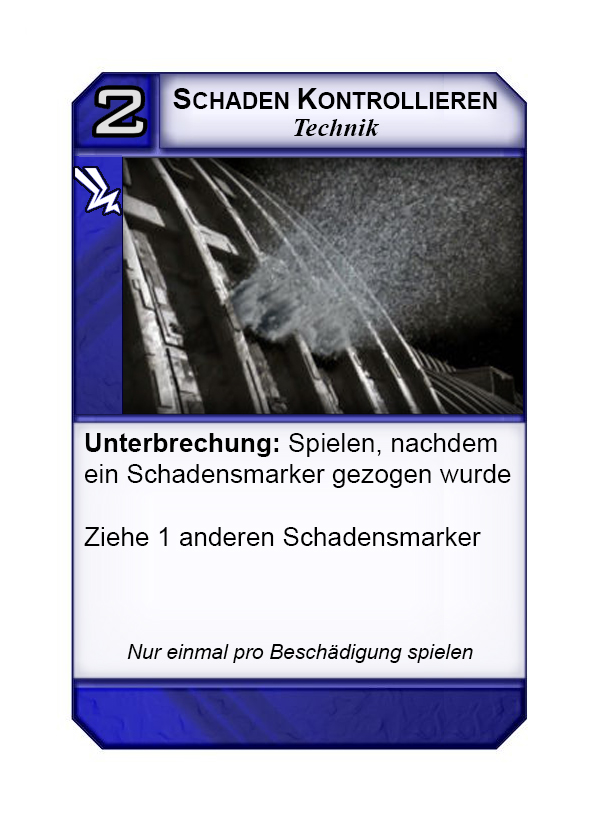 2
SCHADEN KONTROLLIEREN
Technik
Unterbrechung: Spielen, nachdem
ein Schadensmarker gezogen wurde
Ziehe 1 anderen Schadensmarker
Nur einmal pro Beschädigung spielen